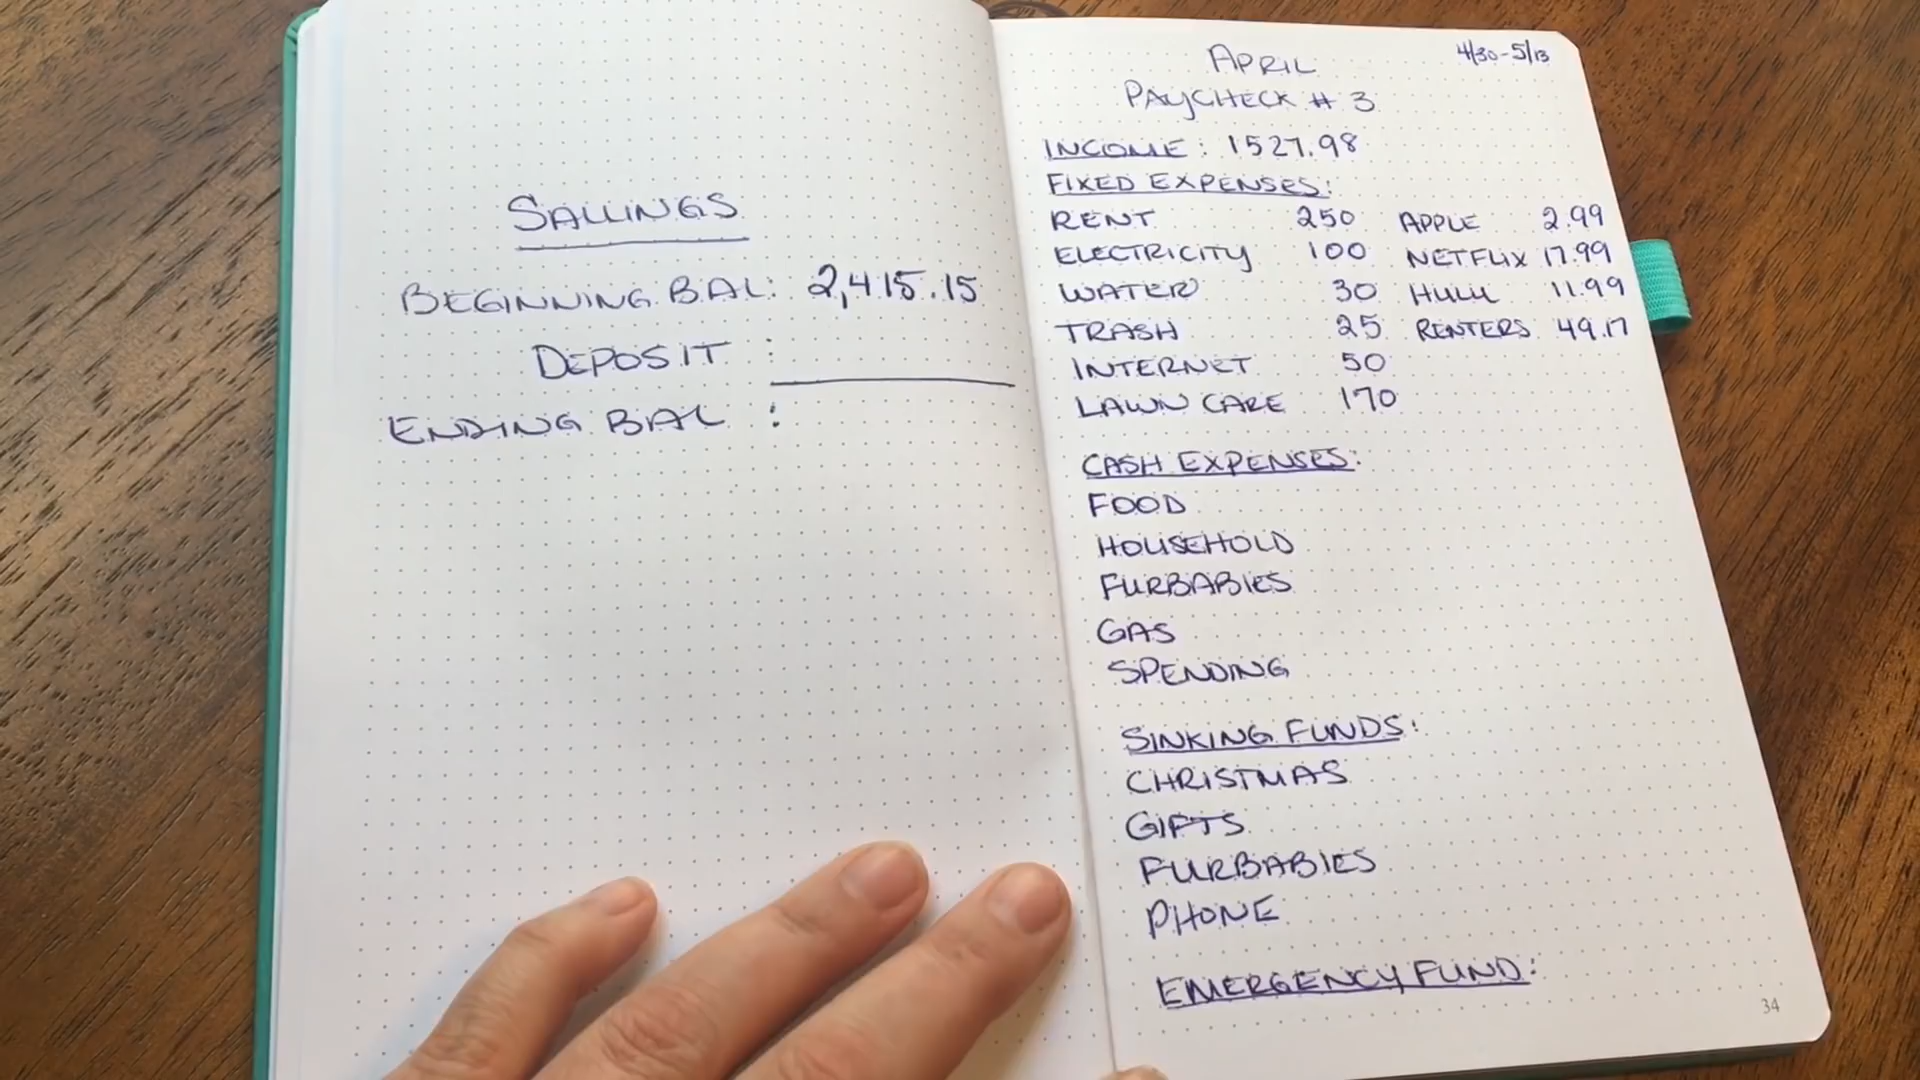 SAVINGS
BEGINNING BAL: 2,415.15
DEPOSIT :
ENDING BAL :
APRIL 4/30-5/13
PAYCHECK # 3
INCOME: 1527.98
FIXED EXPENSES:
RENT 250 APPLE 2.99
ELECTRICITY 100 NETFLIX 17.99
WATER 30 HULU 11.99
TRASH 25 RENTERS 49.17
INTERNET 50
LAWN CARE 170
CASH EXPENSES:
FOOD
HOUSEHOLD
FURBABIES
GAS
SPENDING
SINKING FUNDS:
CHRISTMAS
GIFTS
FURBABIES
PHONE
EMERGENCY FUND:
34